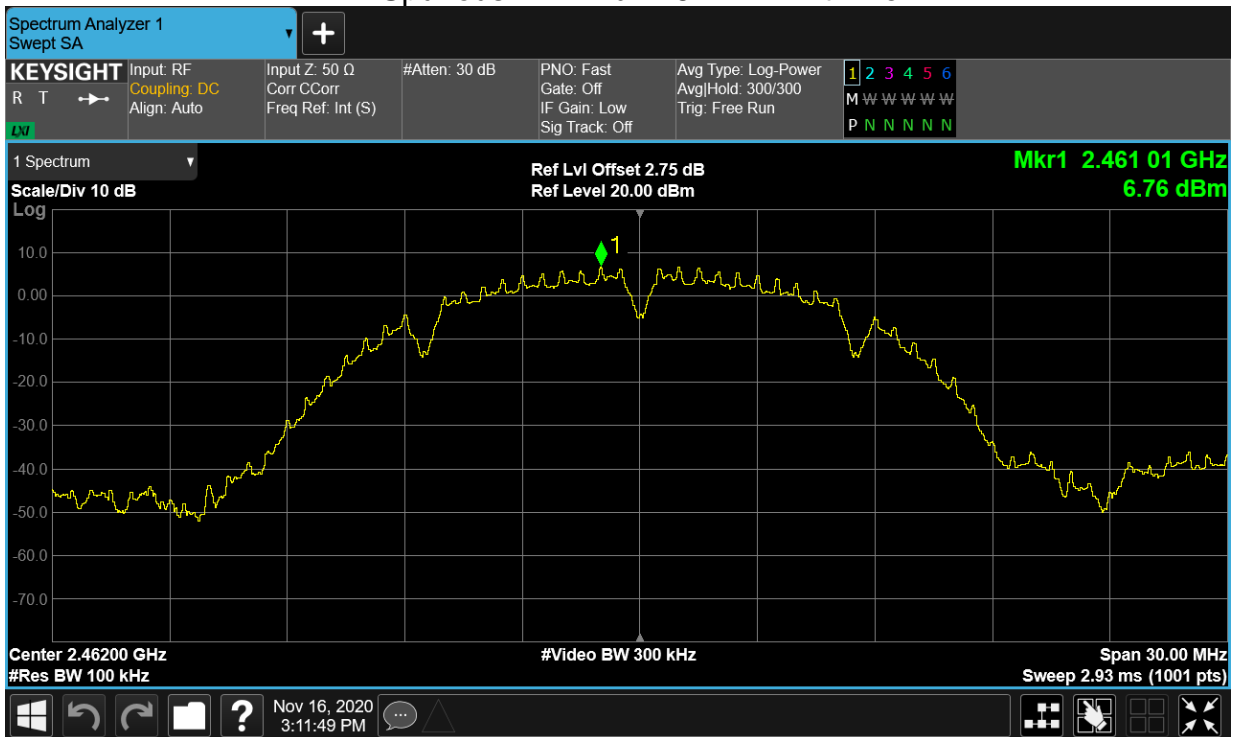 Spectrum Analyzer 1
Swept SA
KEYSIGHT
R T
LXI
Input: RF
Coupling: DC
Align: Auto
Input Z: 50 Ω
Corr CCorr
Freq Ref: Int (S)
#Atten: 30 dB
PNO: Fast
Gate: Off
IF Gain: Low
Sig Track: Off
Avg Type: Log-Power
Avg|Hold: 300/300
Trig: Free Run
1 2 3 4 5 6
M W W W W W
P N N N N N
1 Spectrum
Scale/Div 10 dB
Log
Ref Lvl Offset 2.75 dB
Ref Level 20.00 dBm
Mkr1 2.461 01 GHz
6.76 dBm
1
10.0
0.00
-10.0
-20.0
-30.0
-40.0
-50.0
-60.0
-70.0
Center 2.46200 GHz
#Res BW 100 kHz
#Video BW 300 kHz
Span 30.00 MHz
Sweep 2.93 ms (1001 pts)
?
Nov 16, 2020
3:11:49 PM